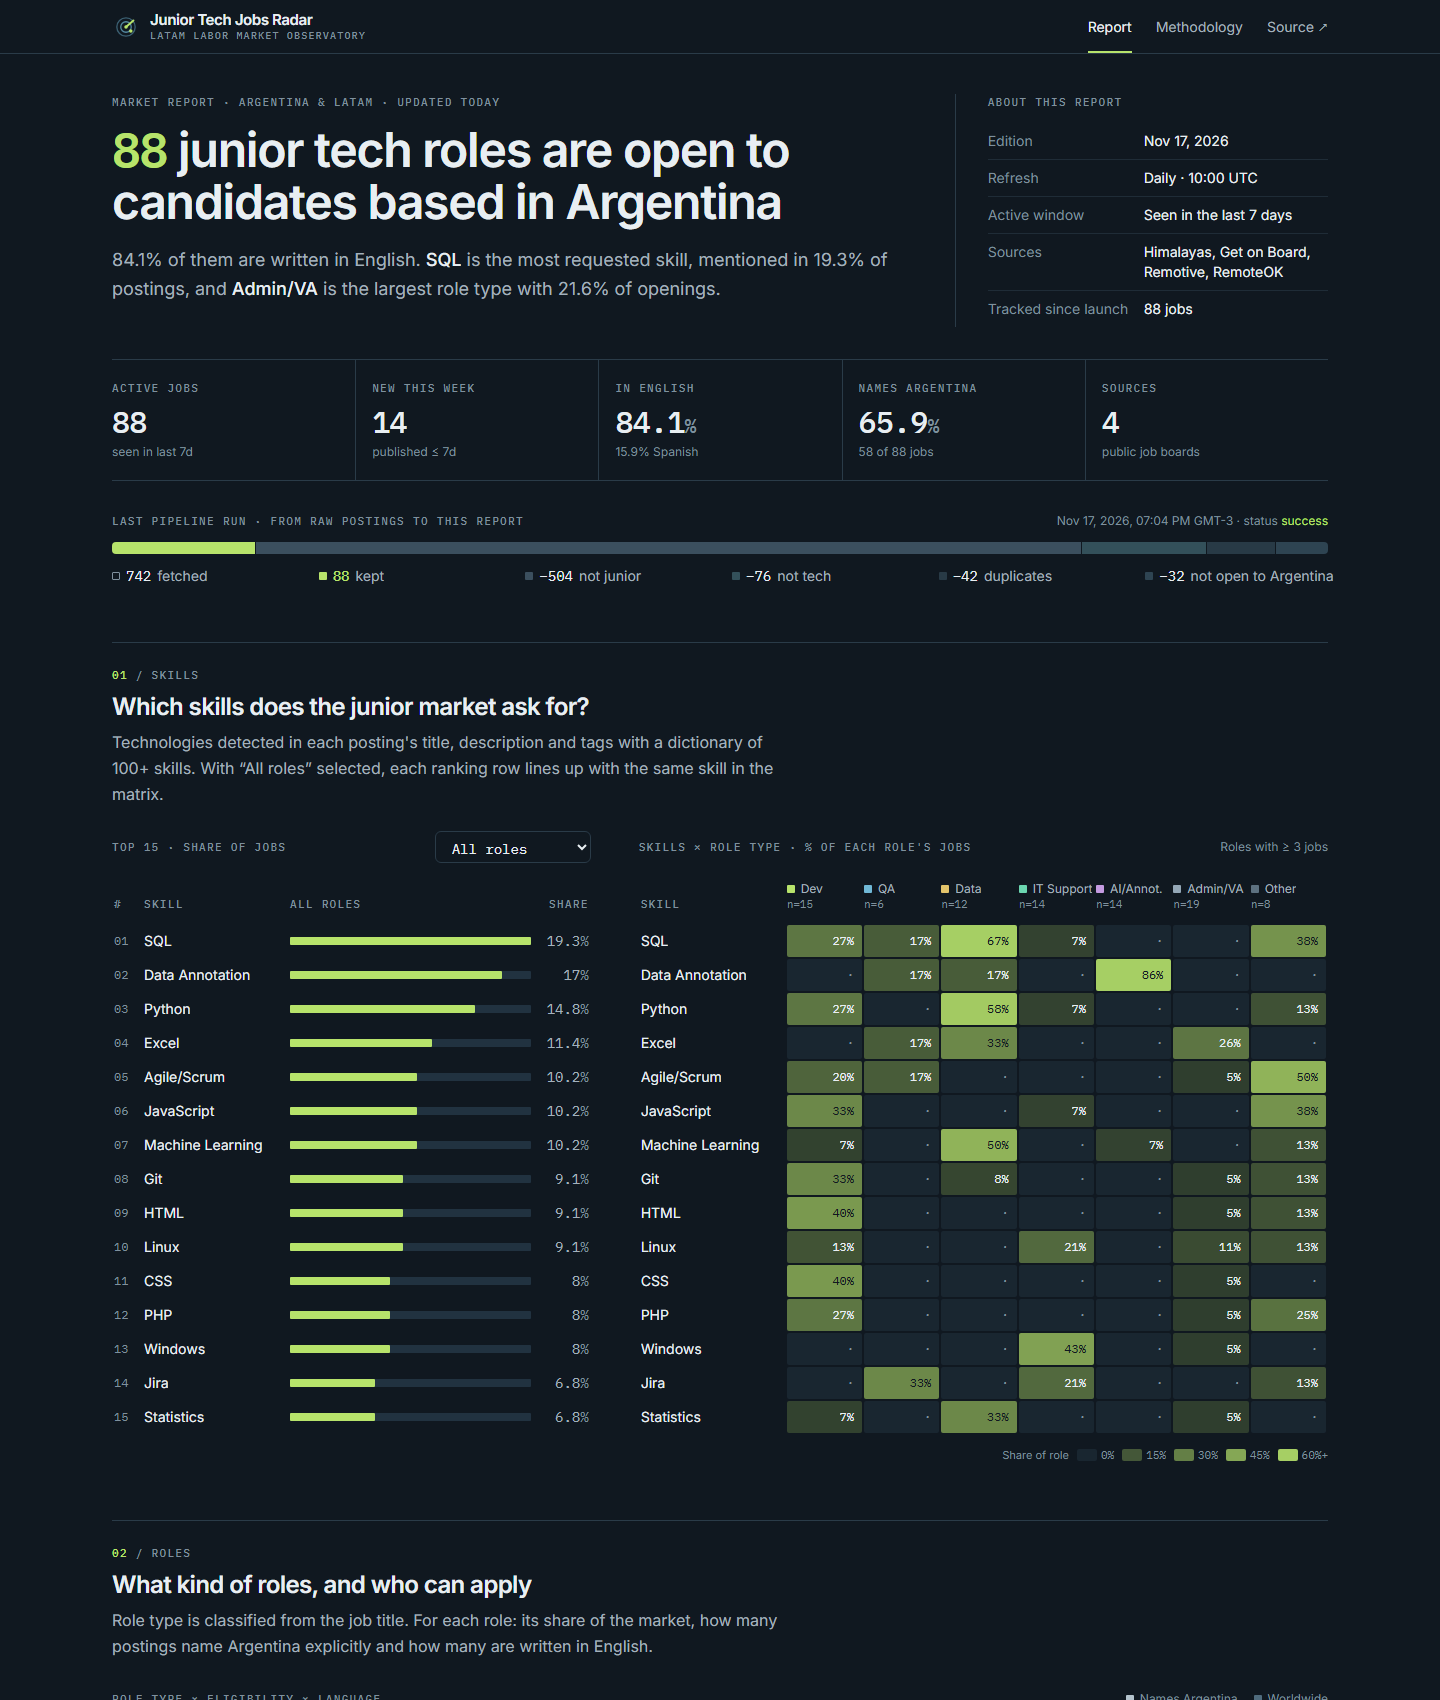 Junior Tech Jobs Radar
LATAM LABOR MARKET OBSERVATORY
Report Methodology Source ↗
MARKET REPORT · ARGENTINA & LATAM · UPDATED TODAY
88 junior tech roles are open to
candidates based in Argentina
84.1% of them are written in English. SQL is the most requested skill, mentioned in 19.3% of
postings, and Admin/VA is the largest role type with 21.6% of openings.
ABOUT THIS REPORT
Edition Nov 17, 2026
Refresh Daily · 10:00 UTC
Active window Seen in the last 7 days
Sources Himalayas, Get on Board,
Remotive, RemoteOK
Tracked since launch 88 jobs
ACTIVE JOBS
88
seen in last 7d
NEW THIS WEEK
14
published ≤ 7d
IN ENGLISH
84.1%
15.9% Spanish
NAMES ARGENTINA
65.9%
58 of 88 jobs
SOURCES
4
public job boards
LAST PIPELINE RUN · FROM RAW POSTINGS TO THIS REPORT
Nov 17, 2026, 07:04 PM GMT-3 · status success
742 fetched 88 kept −504 not junior −76 not tech −42 duplicates −32 not open to Argentina
01 / SKILLS
Which skills does the junior market ask for?
Technologies detected in each posting's title, description and tags with a dictionary of
100+ skills. With “All roles” selected, each ranking row lines up with the same skill in the
matrix.
TOP 15 · SHARE OF JOBS All roles
# SKILL ALL ROLES SHARE
01 SQL 19.3%
02 Data Annotation 17%
03 Python 14.8%
04 Excel 11.4%
05 Agile/Scrum 10.2%
06 JavaScript 10.2%
07 Machine Learning 10.2%
08 Git 9.1%
09 HTML 9.1%
10 Linux 9.1%
11 CSS 8%
12 PHP 8%
13 Windows 8%
14 Jira 6.8%
15 Statistics 6.8%
SKILLS × ROLE TYPE · % OF EACH ROLE'S JOBS Roles with ≥ 3 jobs
Dev QA Data IT Support AI/Annot. Admin/VA Other
SKILL n=15 n=6 n=12 n=14 n=14 n=19 n=8
SQL 27% 17% 67% 7% · · 38%
Data Annotation · 17% 17% · 86% · ·
Python 27% · 58% 7% · · 13%
Excel · 17% 33% · · 26% ·
Agile/Scrum 20% 17% · · · 5% 50%
JavaScript 33% · · 7% · · 38%
Machine Learning 7% · 50% · 7% · 13%
Git 33% · 8% · · 5% 13%
HTML 40% · · · · 5% 13%
Linux 13% · · 21% · 11% 13%
CSS 40% · · · · 5% ·
PHP 27% · · · · 5% 25%
Windows · · · 43% · 5% ·
Jira · 33% · 21% · · 13%
Statistics 7% · 33% · · 5% ·
Share of role 0% 15% 30% 45% 60%+
02 / ROLES
What kind of roles, and who can apply
Role type is classified from the job title. For each role: its share of the market, how many
postings name Argentina explicitly and how many are written in English.
ROLE TYPE × ELIGIBILITY × LANGUAGE Names Argentina Worldwide